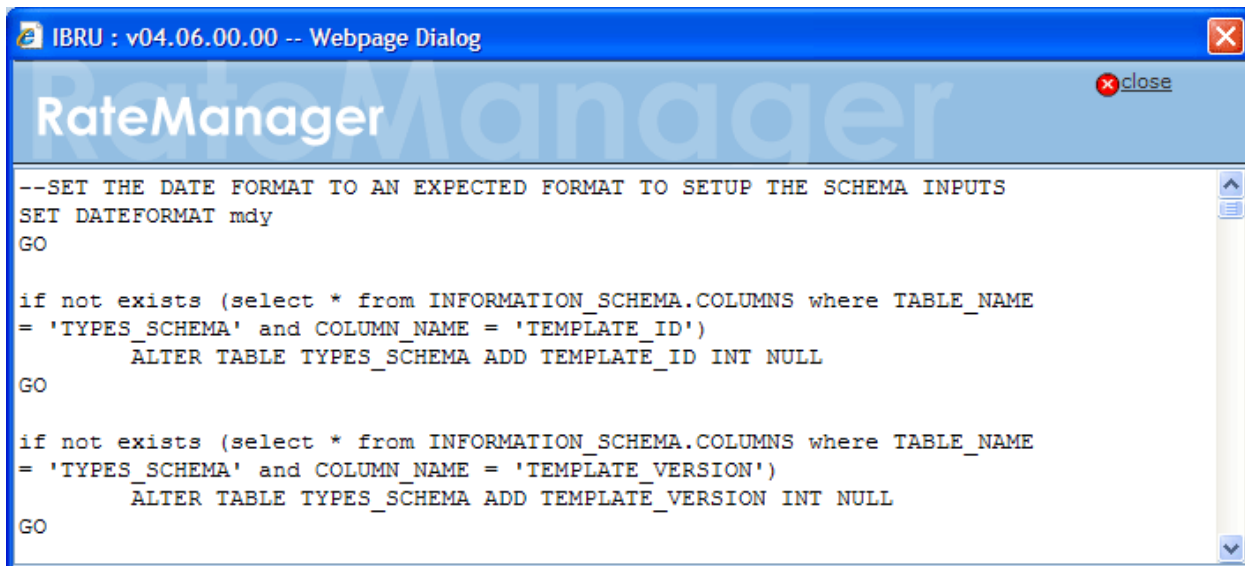 IBRU : v04.06.00.00 -- Webpage Dialog
RateManager
RateManager
close
--SET THE DATE FORMAT TO AN EXPECTED FORMAT TO SETUP THE SCHEMA INPUTS
SET DATEFORMAT mdy
GO
if not exists (select * from INFORMATION_SCHEMA.COLUMNS where TABLE_NAME
= 'TYPES_SCHEMA' and COLUMN_NAME = 'TEMPLATE_ID')
ALTER TABLE TYPES_SCHEMA ADD TEMPLATE_ID INT NULL
GO
if not exists (select * from INFORMATION_SCHEMA.COLUMNS where TABLE_NAME
= 'TYPES_SCHEMA' and COLUMN_NAME = 'TEMPLATE_VERSION')
ALTER TABLE TYPES_SCHEMA ADD TEMPLATE_VERSION INT NULL
GO